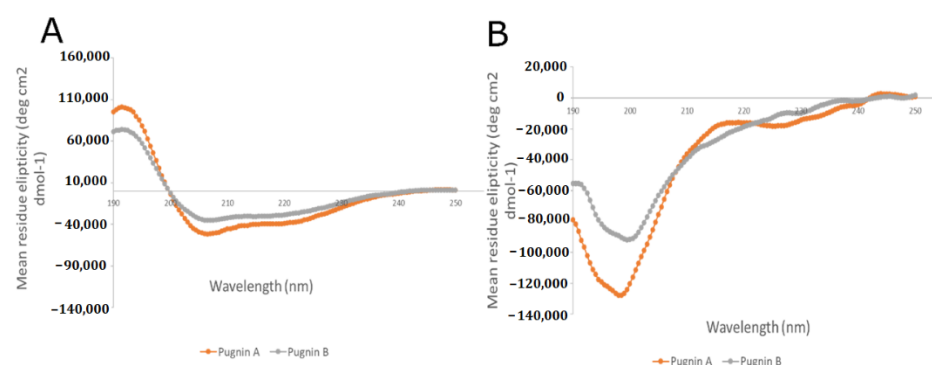 A
160,000
110,000
60,000
10,000
−40,000
−90,000
−140,000
190
200
210
220
230
240
250
Mean residue elipticity (deg cm2
dmol-1)
Wavelength (nm)
Pugnin A
Pugnin B
B
20,000
0
−20,000
−40,000
−60,000
−80,000
−100,000
−120,000
−140,000
190
200
210
220
230
240
250
Mean residue elipticity (deg cm2
dmol-1)
Wavelength (nm)
Pugnin A
Pugnin B